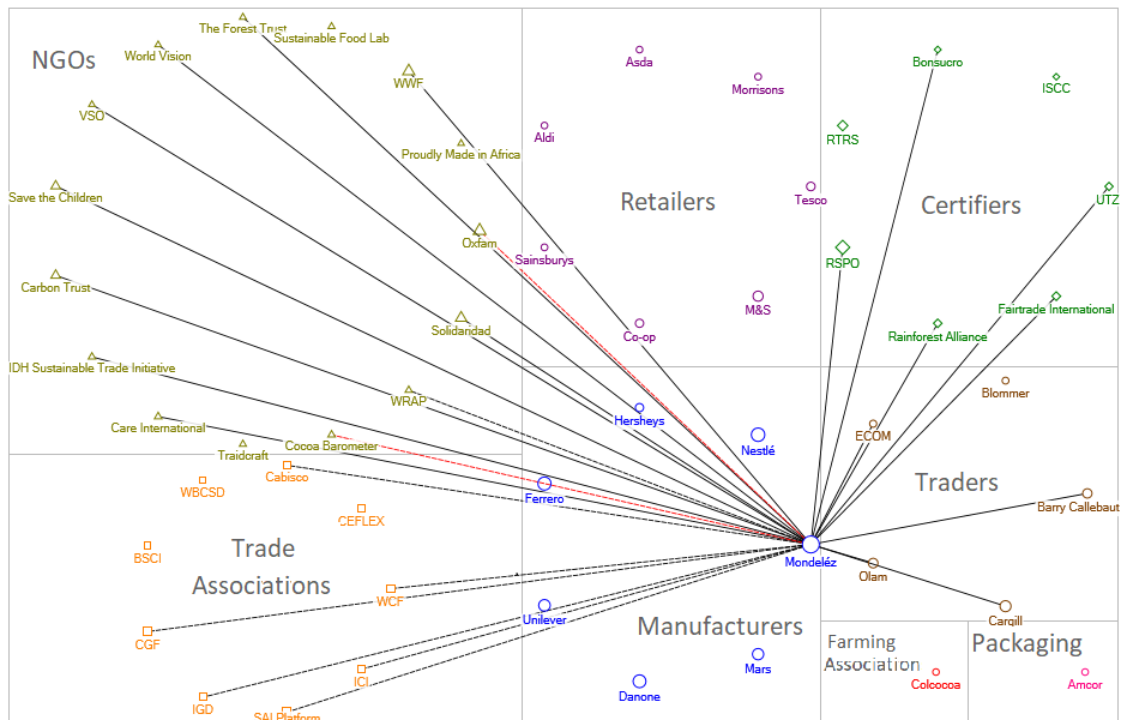 The Forest Trust
Sustainable Food Lab
NGOs
World Vision
WWF
VSO
Proudly Made in Africa
Save the Children
Oxfam
Carbon Trust
Solidaridad
IDH Sustainable Trade Initiative
WRAP
Care International
Cocoa Barometer
Traidcraft
Asda
Morrisons
Aldi
Retailers
Tesco
Sainsburys
M&S
Co-op
Bonsucro
ISCC
RTRS
Certifiers
UTZ
RSPO
Fairtrade International
Rainforest Alliance
Blommer
ECOM
Traders
Barry Callebaut
Olam
Cargill
Cabisco
WBCSD
CEFLEX
BSCI
Trade
Associations
WCF
CGF
ICI
IGD
SAI Platform
Hersheys
Nestlé
Ferrero
Mondeléz
Unilever
Manufacturers
Mars
Danone
Farming
Association
Colcocoa
Packaging
Amcor